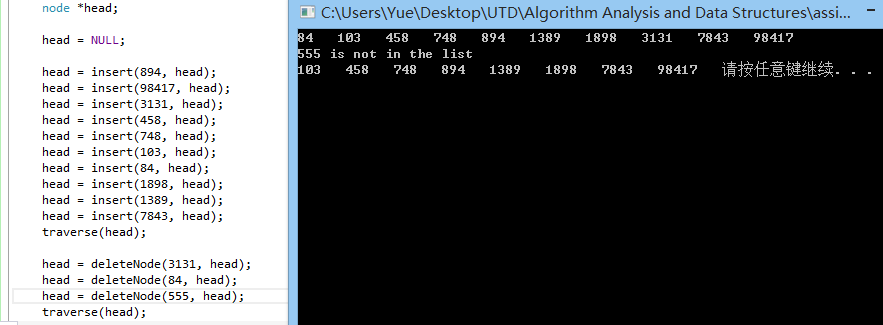 node *head;
head = NULL;
head = insert(894, head);
head = insert(98417, head);
head = insert(3131, head);
head = insert(458, head);
head = insert(748, head);
head = insert(103, head);
head = insert(84, head);
head = insert(1898, head);
head = insert(1389, head);
head = insert(7843, head);
traverse(head);
head = deleteNode(3131, head);
head = deleteNode(84, head);
head = deleteNode(555, head);
traverse(head);
C:\Users\Yue\Desktop\UTD\Algorithm Analysis and Data Structures\assi...
84 103 458 748 894 1389 1898 3131 7843 98417
555 is not in the list
103 458 748 894 1389 1898 7843 98417 请按任意键继续. . .